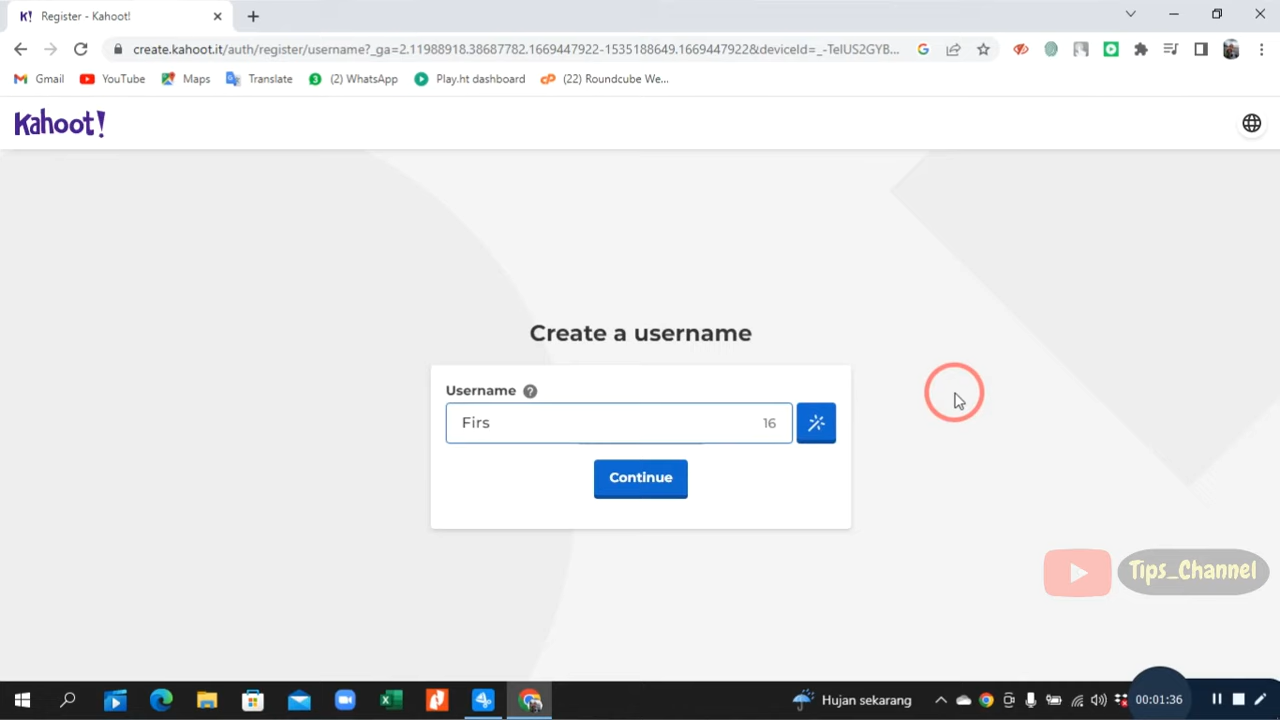 Register - Kahoot!
create.kahoot.it/auth/register/username?_ga=2.11988918.38687782.1669447922-1535188649.1669447922&deviceId=_-TelUS2GYB...
Gmail
YouTube
Maps
Translate
(2) WhatsApp
Play.ht dashboard
(22) Roundcube We...
Kahoot!
Create a username
Username ?
Firs 16
Continue
Tips_Channel
Hujan sekarang
00:01:36